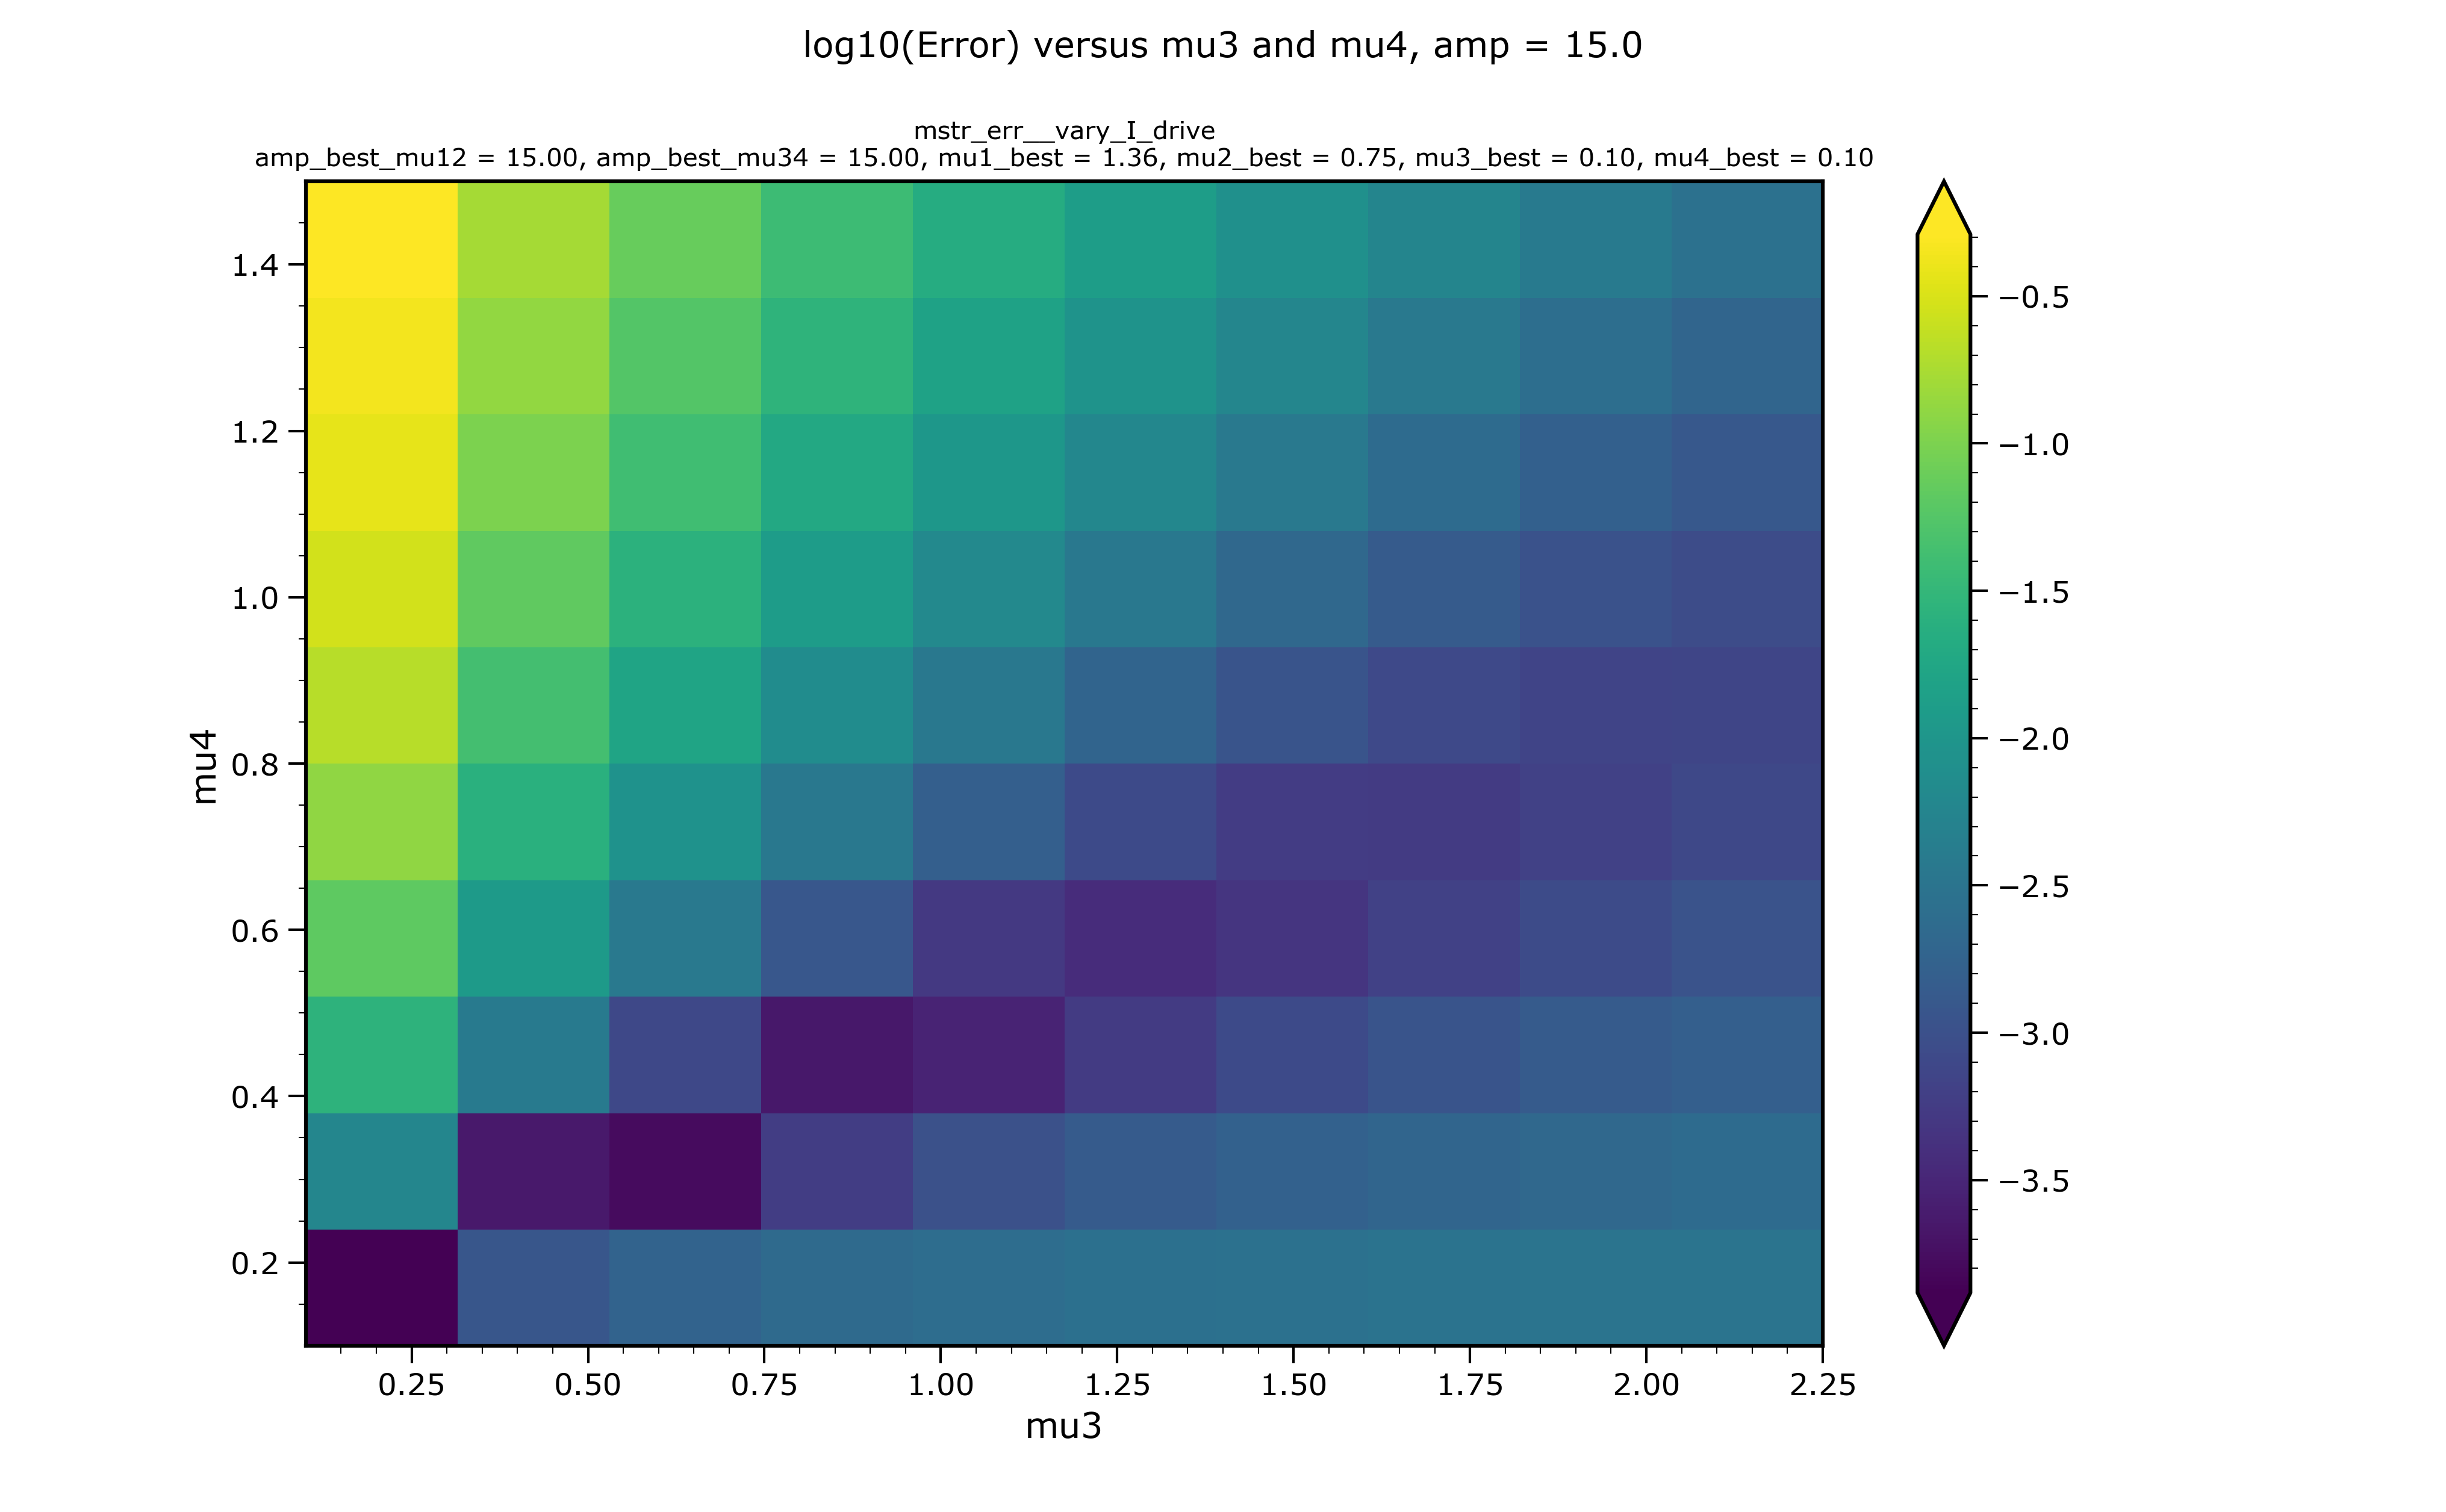 log10(Error) versus mu3 and mu4, amp = 15.0
mstr_err__vary_I_drive
amp_best_mu12 = 15.00, amp_best_mu34 = 15.00, mu1_best = 1.36, mu2_best = 0.75, mu3_best = 0.10, mu4_best = 0.10
1.4
1.2
1.0
0.8
0.6
0.4
0.2
mu4
0.25 0.50 0.75 1.00 1.25 1.50 1.75 2.00 2.25
mu3
−0.5
−1.0
−1.5
−2.0
−2.5
−3.0
−3.5